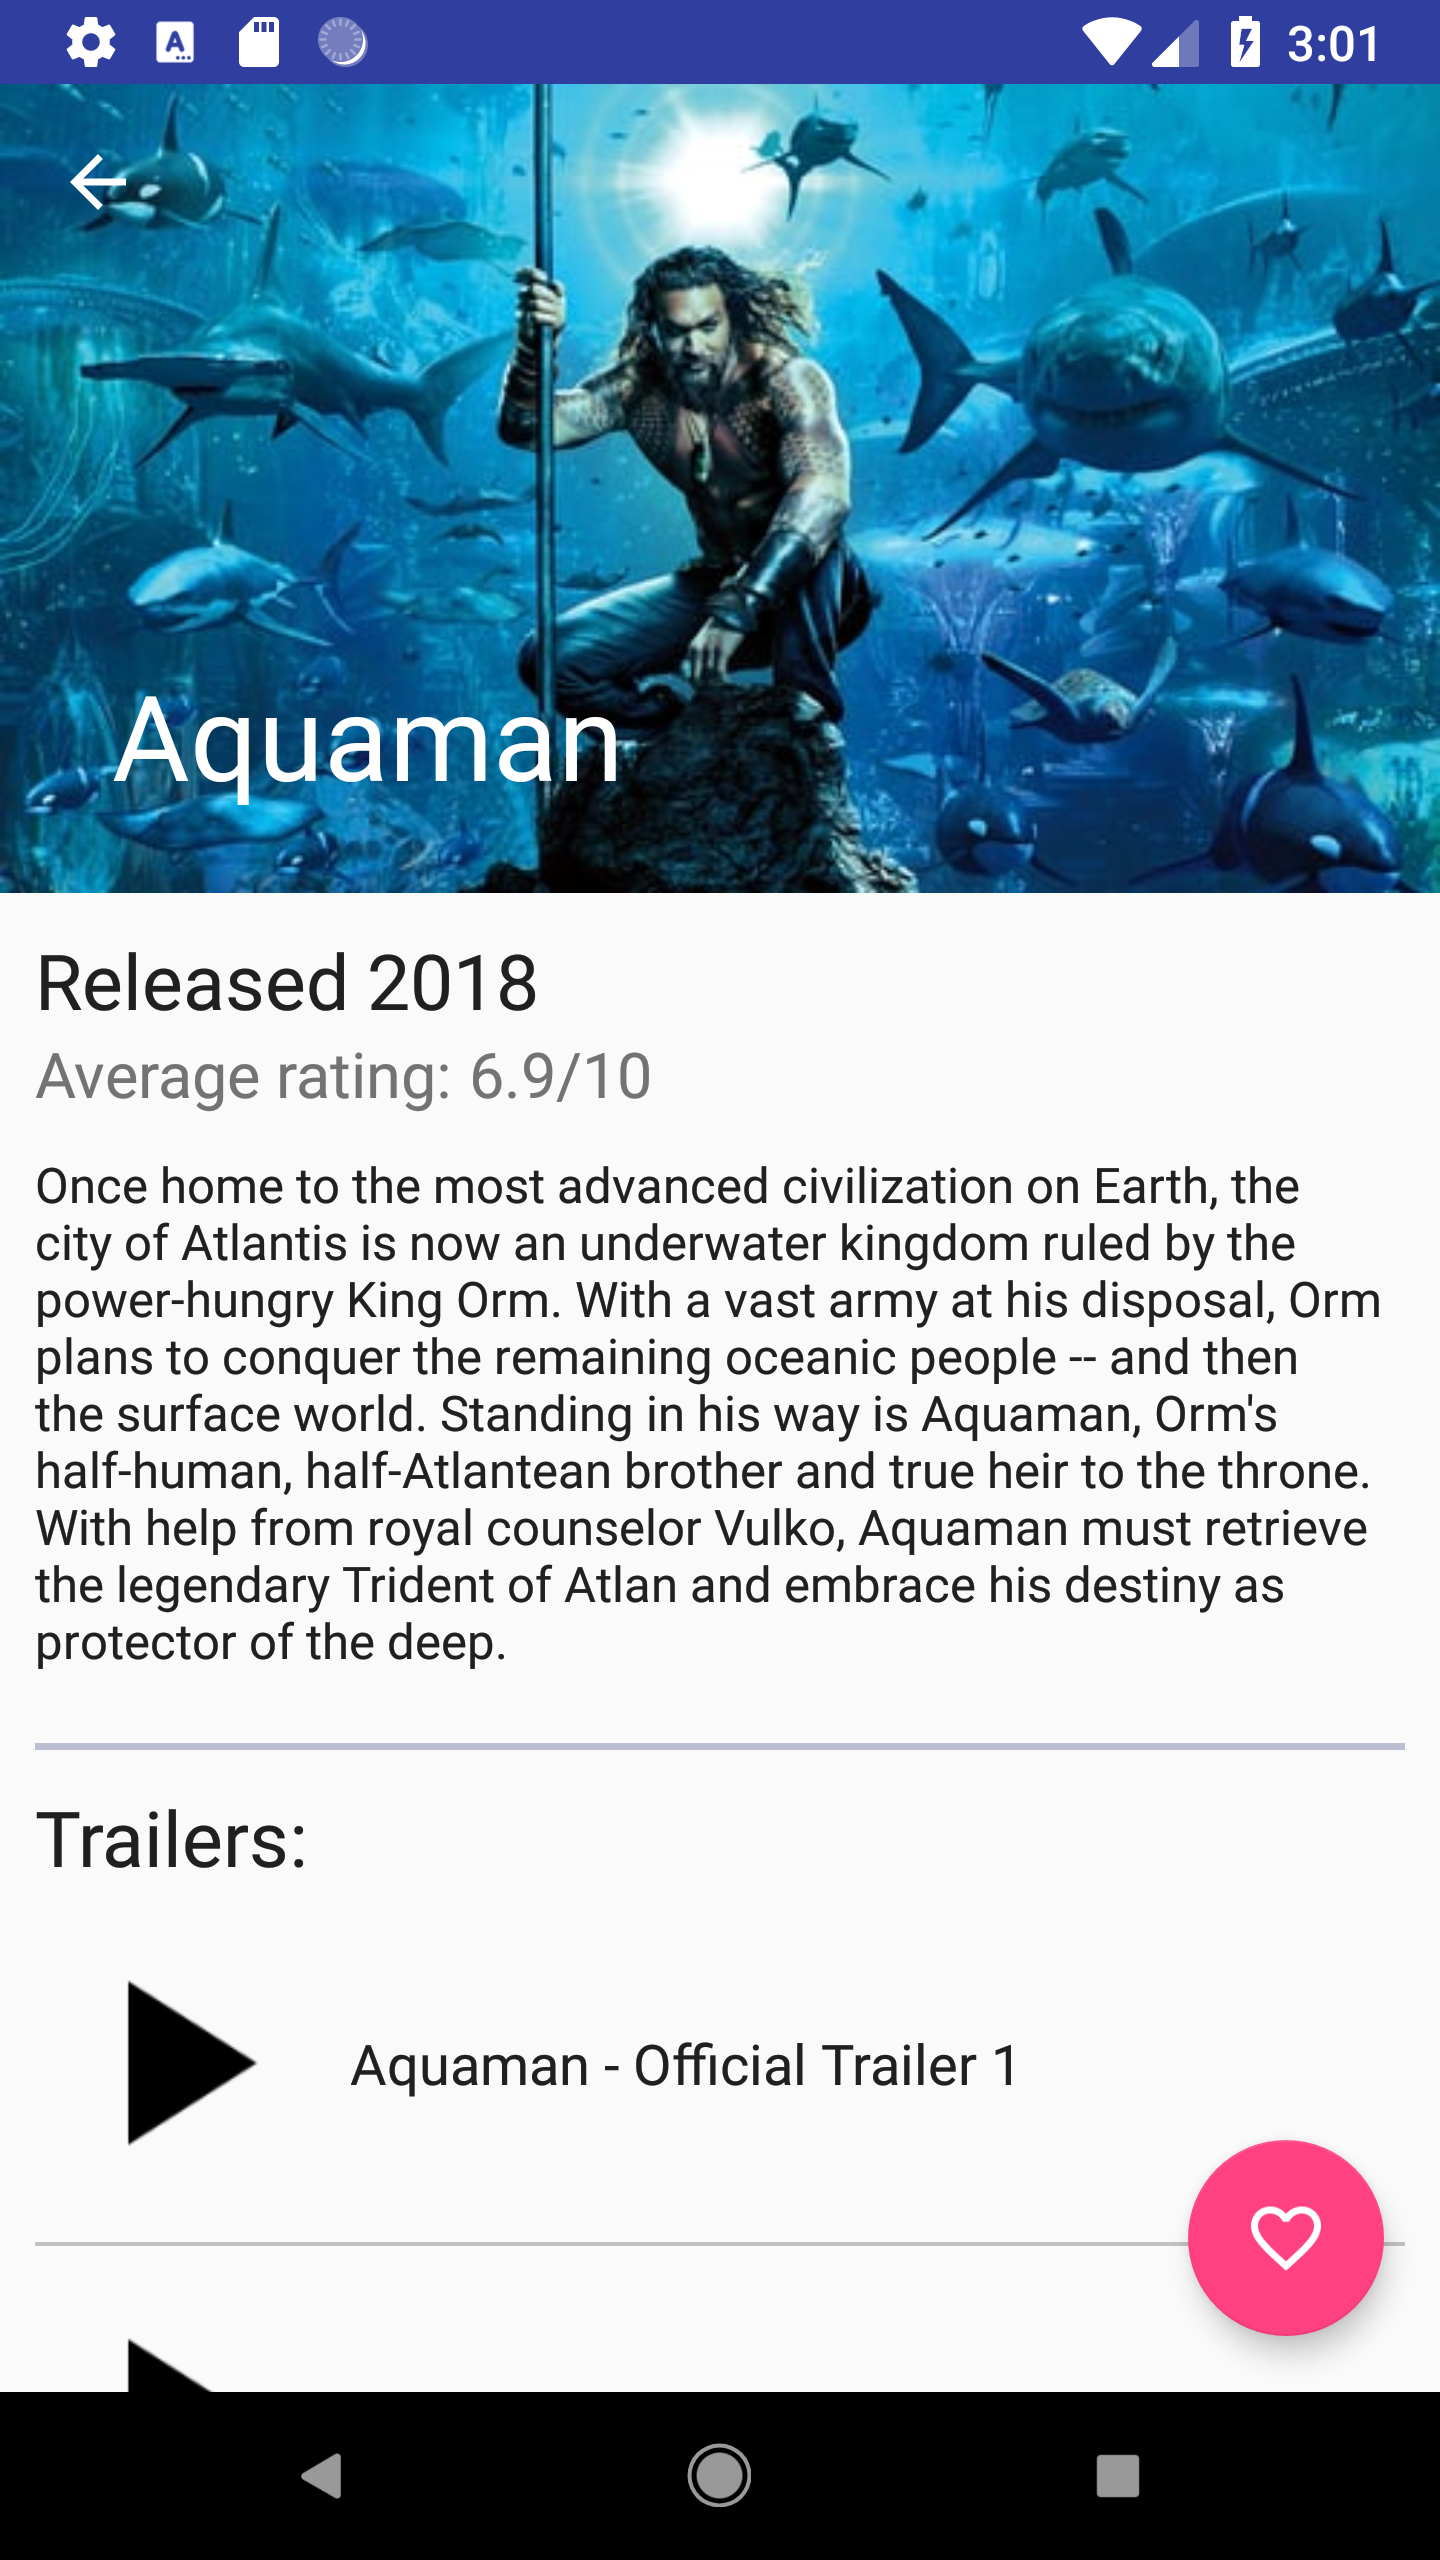 3:01
Aquaman
Released 2018
Average rating: 6.9/10
Once home to the most advanced civilization on Earth, the
city of Atlantis is now an underwater kingdom ruled by the
power-hungry King Orm. With a vast army at his disposal, Orm
plans to conquer the remaining oceanic people -- and then
the surface world. Standing in his way is Aquaman, Orm's
half-human, half-Atlantean brother and true heir to the throne.
With help from royal counselor Vulko, Aquaman must retrieve
the legendary Trident of Atlan and embrace his destiny as
protector of the deep.
Trailers:
Aquaman - Official Trailer 1